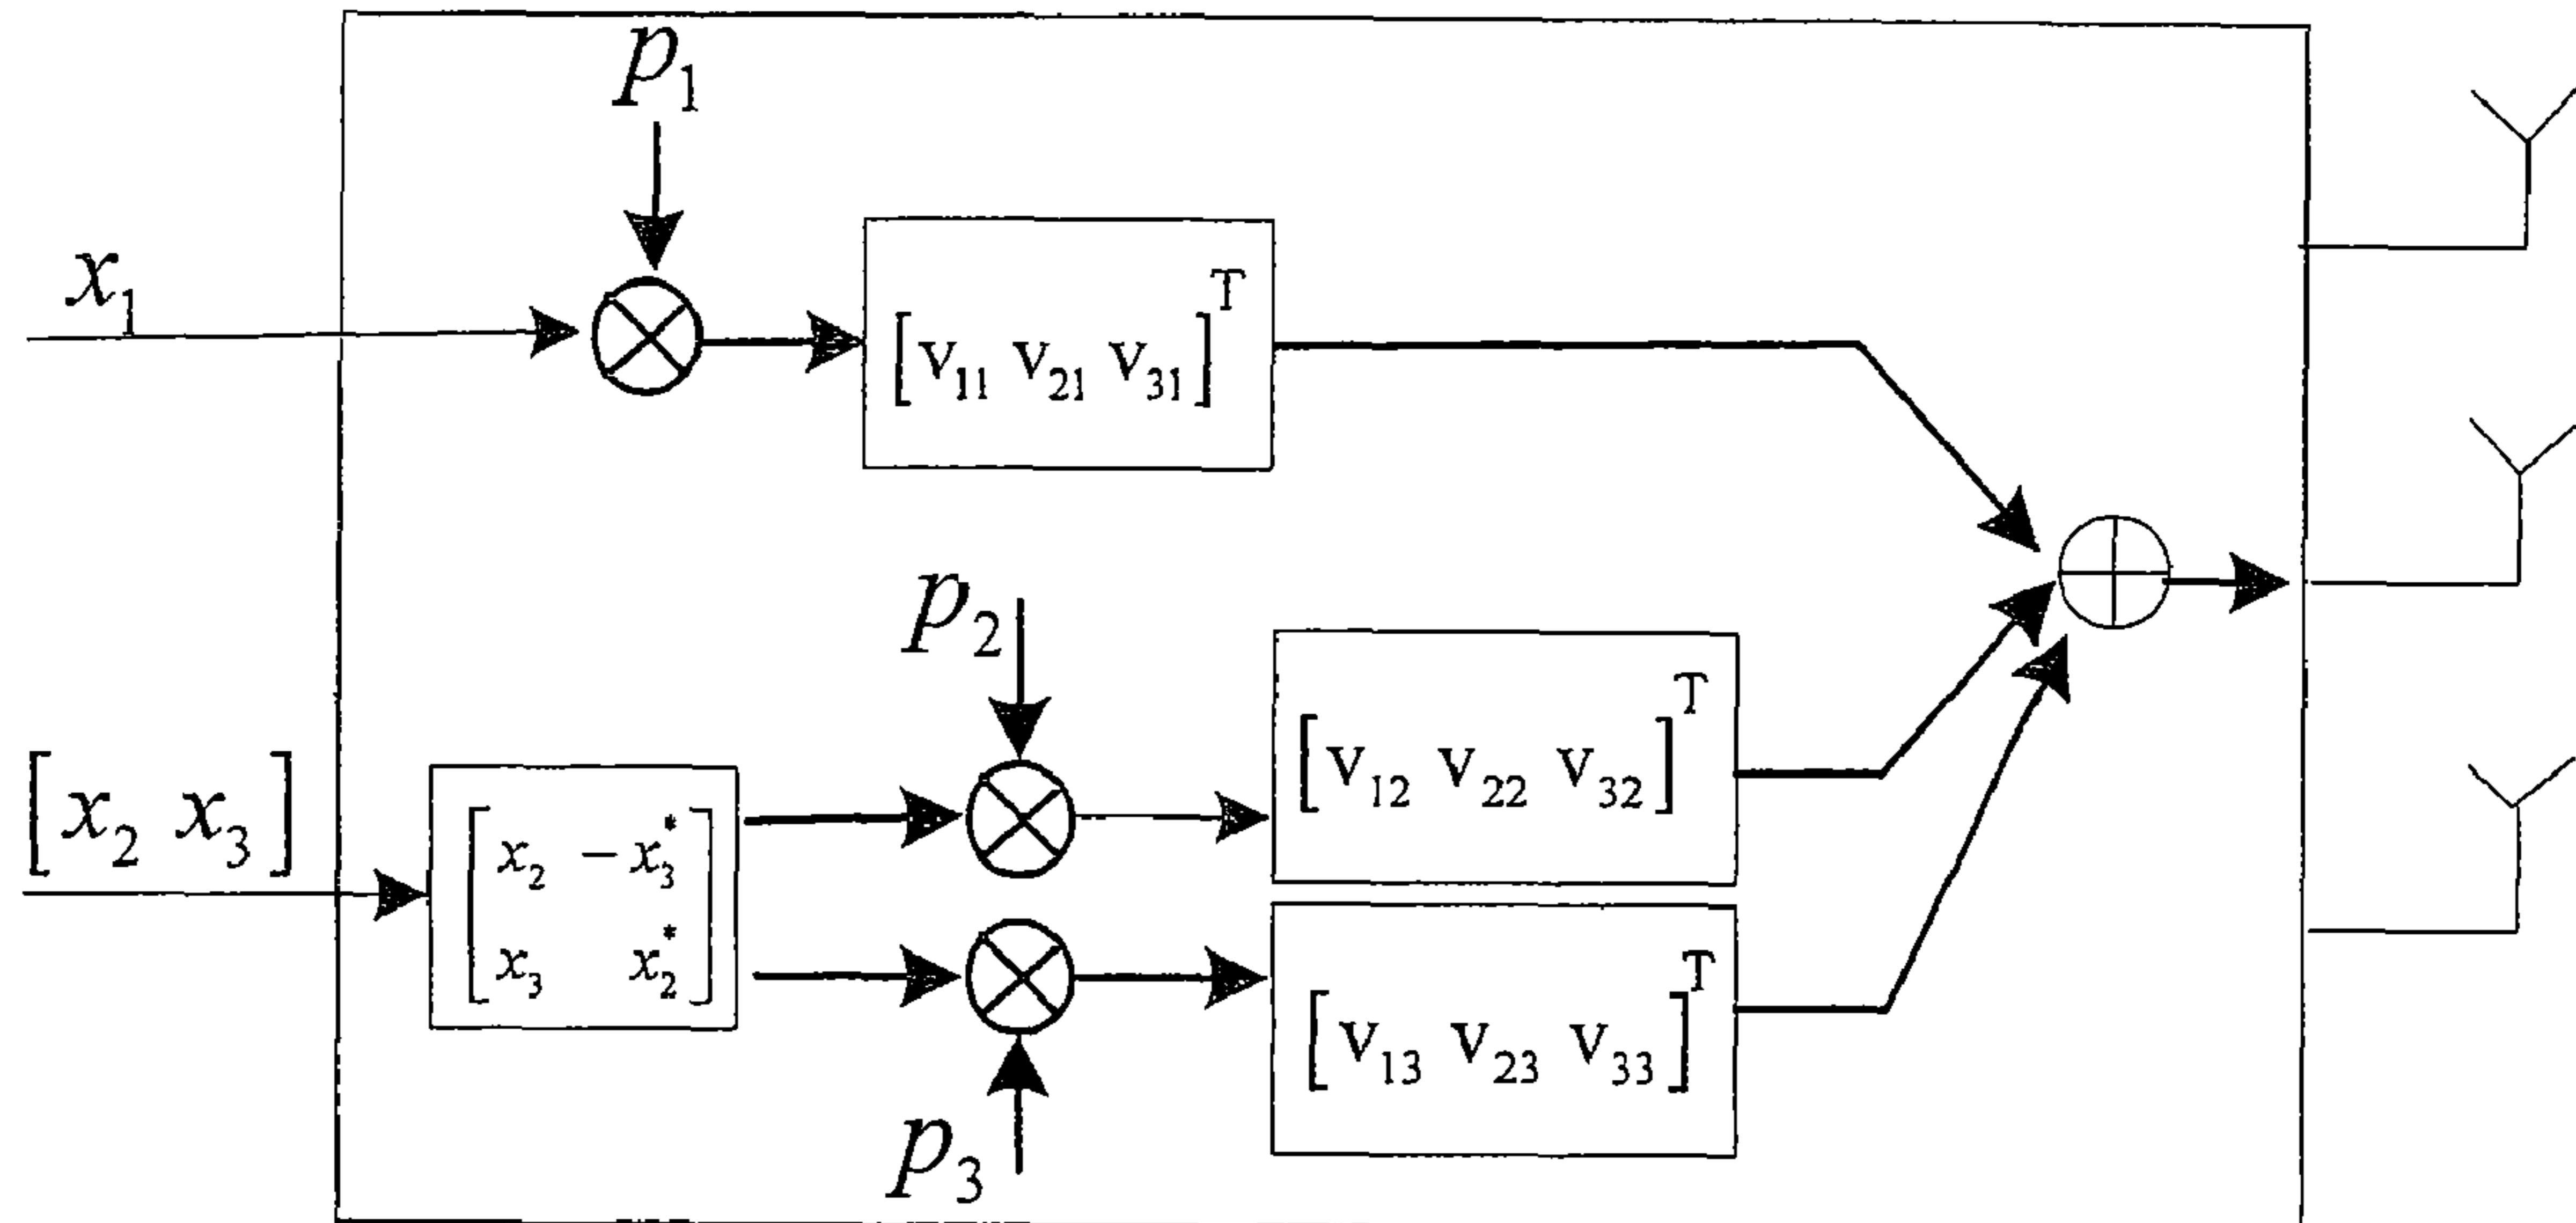 p₁
x₁
[v₁₁ v₂₁ v₃₁]ᵀ
p₂
[v₁₂ v₂₂ v₃₂]ᵀ
[x₂ x₃]
x₂ −x₃*
x₃ x₂*
[v₁₃ v₂₃ v₃₃]ᵀ
p₃